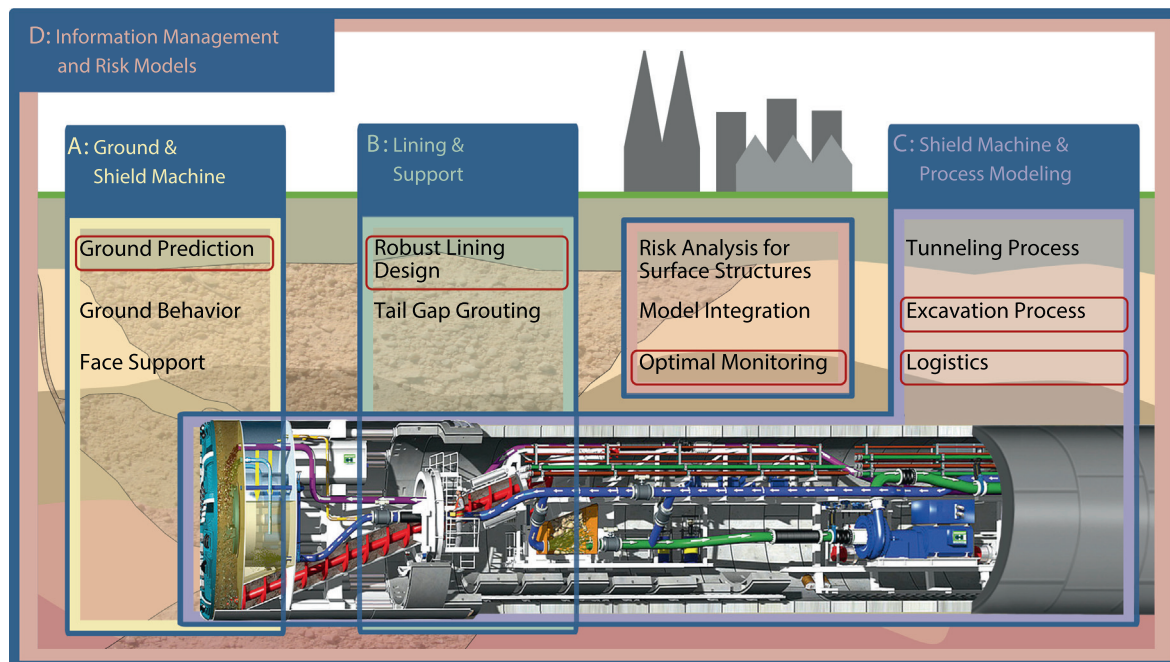 D: Information Management
and Risk Models
A: Ground &
Shield Machine
Ground Prediction
Ground Behavior
Face Support
B: Lining &
Support
Robust Lining
Design
Tail Gap Grouting
Risk Analysis for
Surface Structures
Model Integration
Optimal Monitoring
C: Shield Machine &
Process Modeling
Tunneling Process
Excavation Process
Logistics